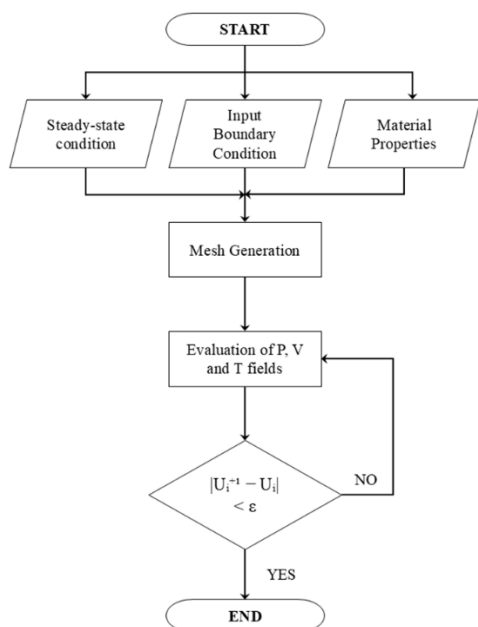 START
Steady-state
condition
Input
Boundary
Condition
Material
Properties
Mesh Generation
Evaluation of P, V
and T fields
|Uᵢ⁺¹ − Uᵢ|
< ε
NO
YES
END